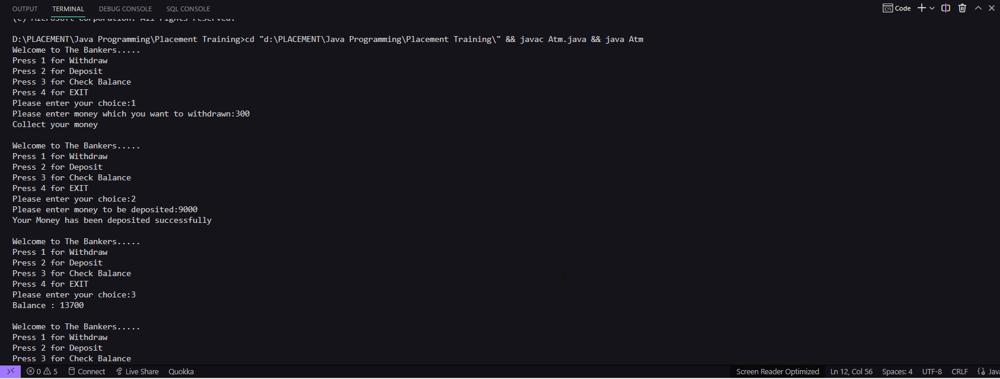 OUTPUT TERMINAL DEBUG CONSOLE SQL CONSOLE Code
(c) Microsoft Corporation. All rights reserved.
D:\PLACEMENT\Java Programming\Placement Training>cd "d:\PLACEMENT\Java Programming\Placement Training\" && javac Atm.java && java Atm
Welcome to The Bankers.....
Press 1 for Withdraw
Press 2 for Deposit
Press 3 for Check Balance
Press 4 for EXIT
Please enter your choice:1
Please enter money which you want to withdrawn:300
Collect your money
Welcome to The Bankers.....
Press 1 for Withdraw
Press 2 for Deposit
Press 3 for Check Balance
Press 4 for EXIT
Please enter your choice:2
Please enter money to be deposited:9000
Your Money has been deposited successfully
Welcome to The Bankers.....
Press 1 for Withdraw
Press 2 for Deposit
Press 3 for Check Balance
Press 4 for EXIT
Please enter your choice:3
Balance : 13700
Welcome to The Bankers.....
Press 1 for Withdraw
Press 2 for Deposit
Press 3 for Check Balance
0 5 Connect Live Share Quokka Screen Reader Optimized Ln 12, Col 56 Spaces: 4 UTF-8 CRLF {} Java